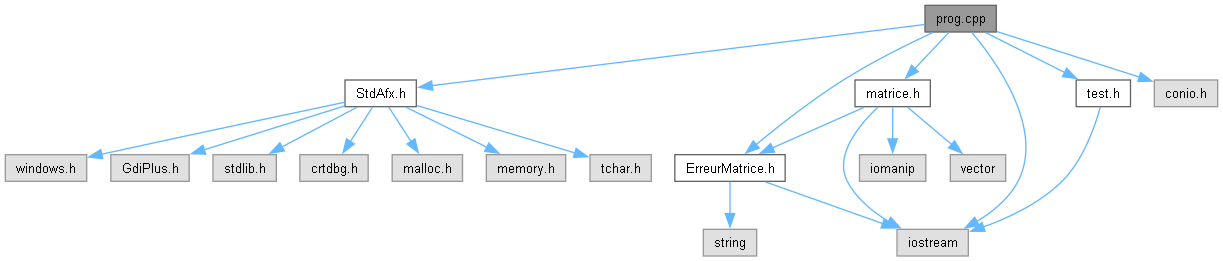 prog.cpp
StdAfx.h
matrice.h
test.h
conio.h
windows.h
GdiPlus.h
stdlib.h
crtdbg.h
malloc.h
memory.h
tchar.h
ErreurMatrice.h
iomanip
vector
string
iostream